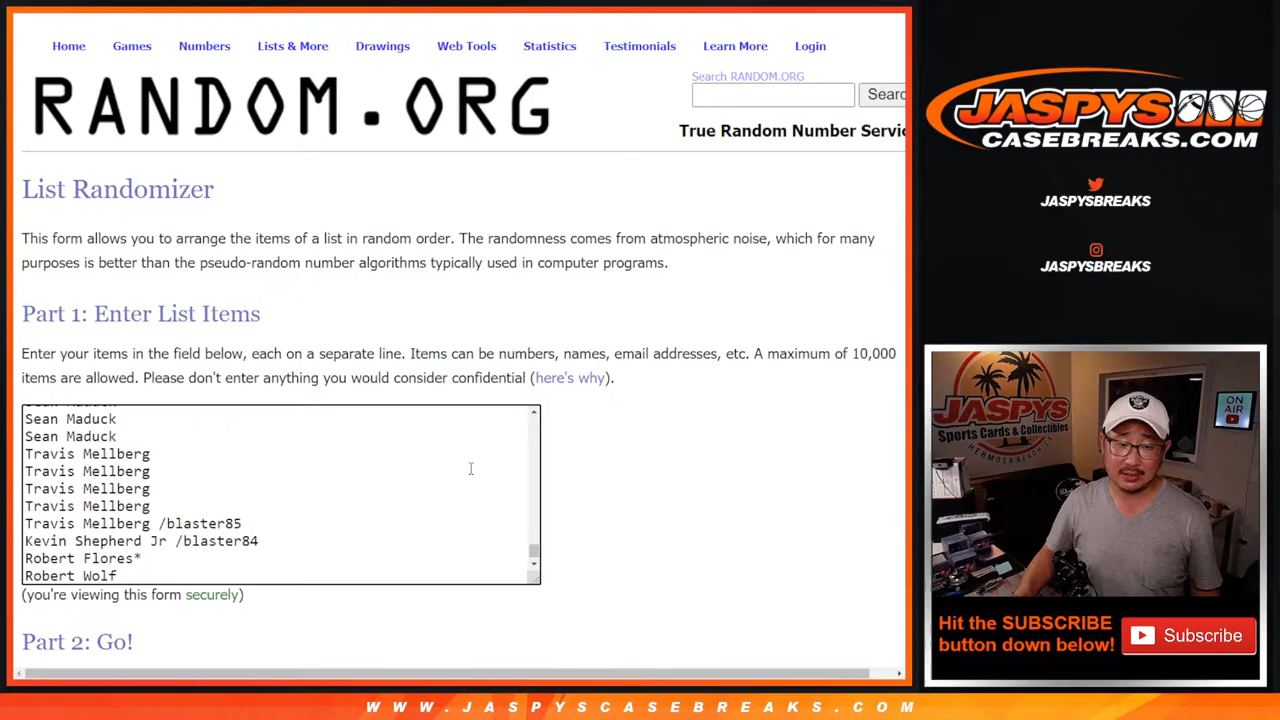 Home Games Numbers Lists & More Drawings Web Tools Statistics Testimonials Learn More Login
RANDOM.ORG
Search RANDOM.ORG
Searc
True Random Number Servic
List Randomizer
This form allows you to arrange the items of a list in random order. The randomness comes from atmospheric noise, which for many
purposes is better than the pseudo-random number algorithms typically used in computer programs.
Part 1: Enter List Items
Enter your items in the field below, each on a separate line. Items can be numbers, names, email addresses, etc. A maximum of 10,000
items are allowed. Please don't enter anything you would consider confidential (here's why).
Sean Maduck
Sean Maduck
Travis Mellberg
Travis Mellberg
Travis Mellberg
Travis Mellberg
Travis Mellberg /blaster85
Kevin Shepherd Jr /blaster84
Robert Flores*
Robert Wolf
(you're viewing this form securely)
Part 2: Go!
JASPYS
CASEBREAKS.COM
JASPYSBREAKS
JASPYSBREAKS
JASPYS
Sports Cards & Collectibles
HERMOSA BEACH, CA
ON
AIR
Hit the SUBSCRIBE
button down below!
Subscribe
WWW.JASPYSCASEBREAKS.COM